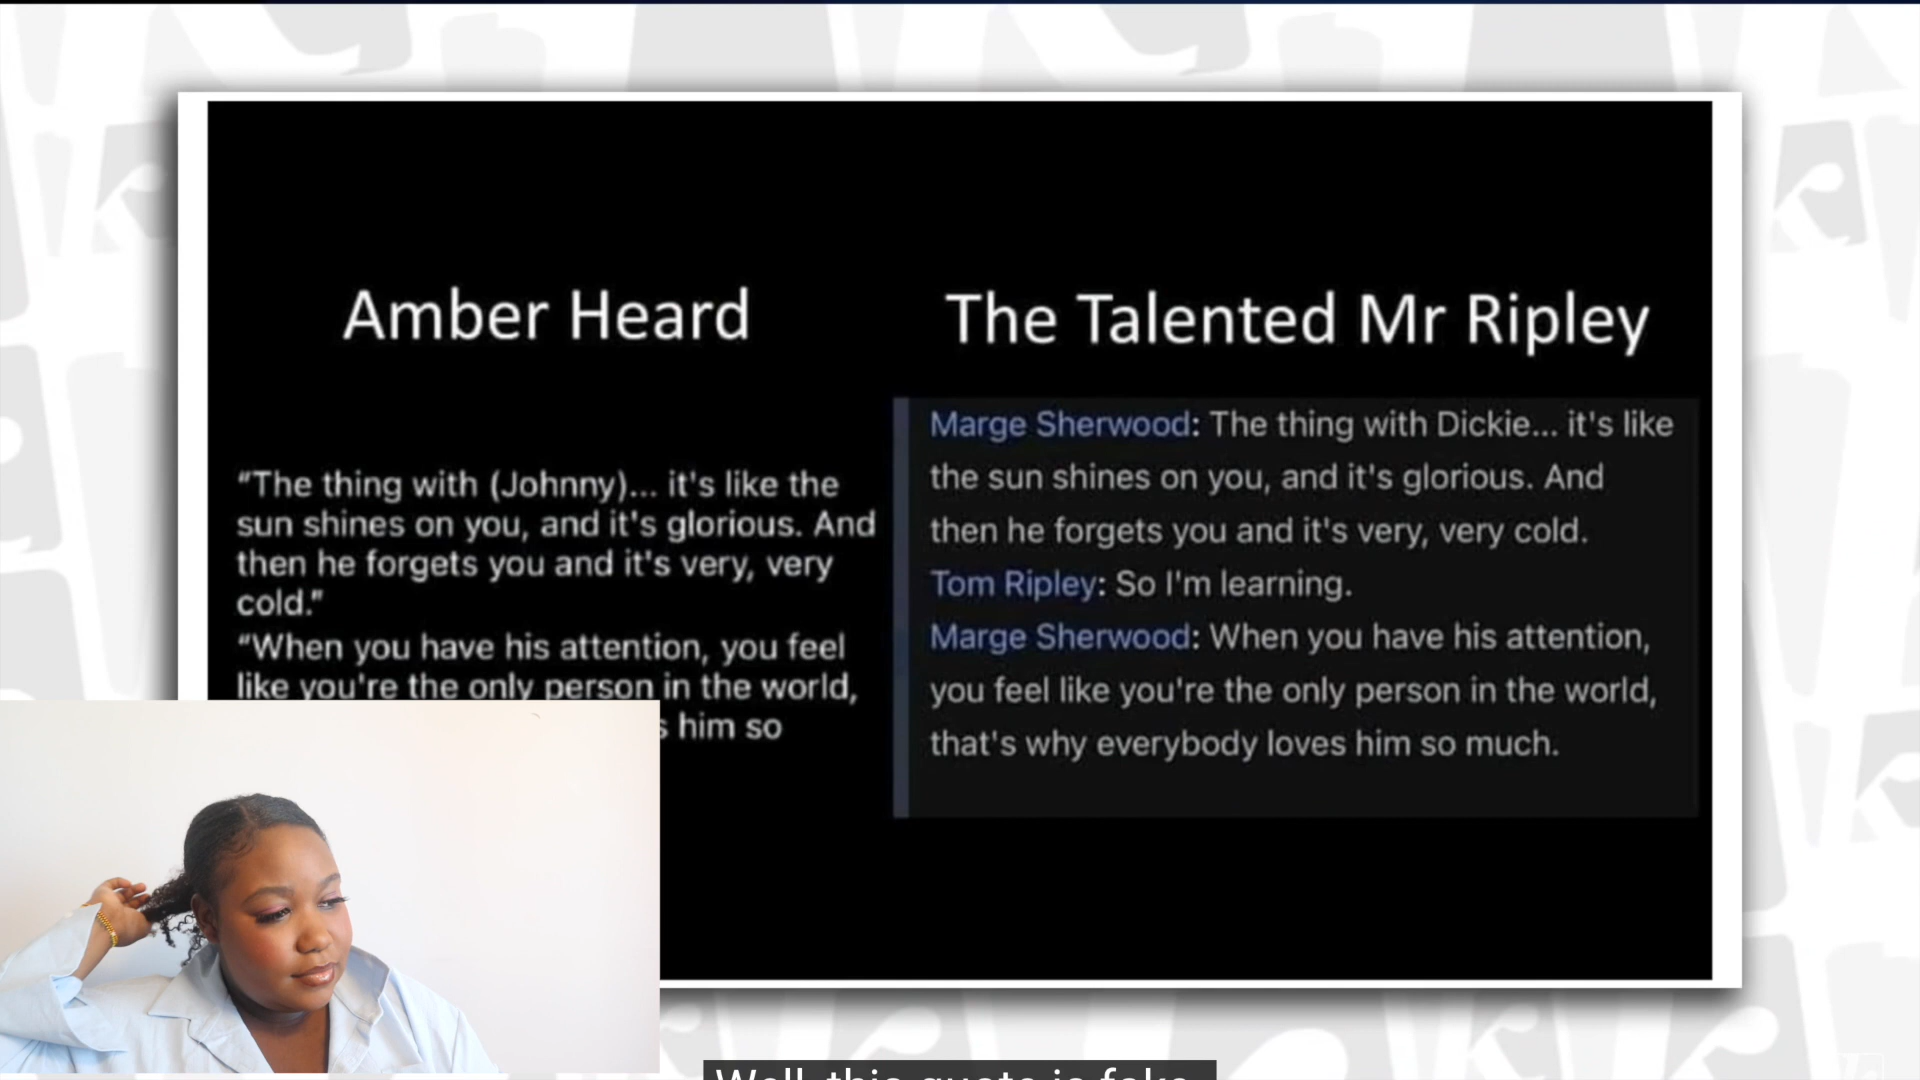 Amber Heard
“The thing with (Johnny)... it's like the
sun shines on you, and it's glorious. And
then he forgets you and it's very, very
cold.”
“When you have his attention, you feel
like you're the only person in the world,
him so
The Talented Mr Ripley
Marge Sherwood: The thing with Dickie... it's like
the sun shines on you, and it's glorious. And
then he forgets you and it's very, very cold.
Tom Ripley: So I'm learning.
Marge Sherwood: When you have his attention,
you feel like you're the only person in the world,
that's why everybody loves him so much.
Well, this quote is fake.